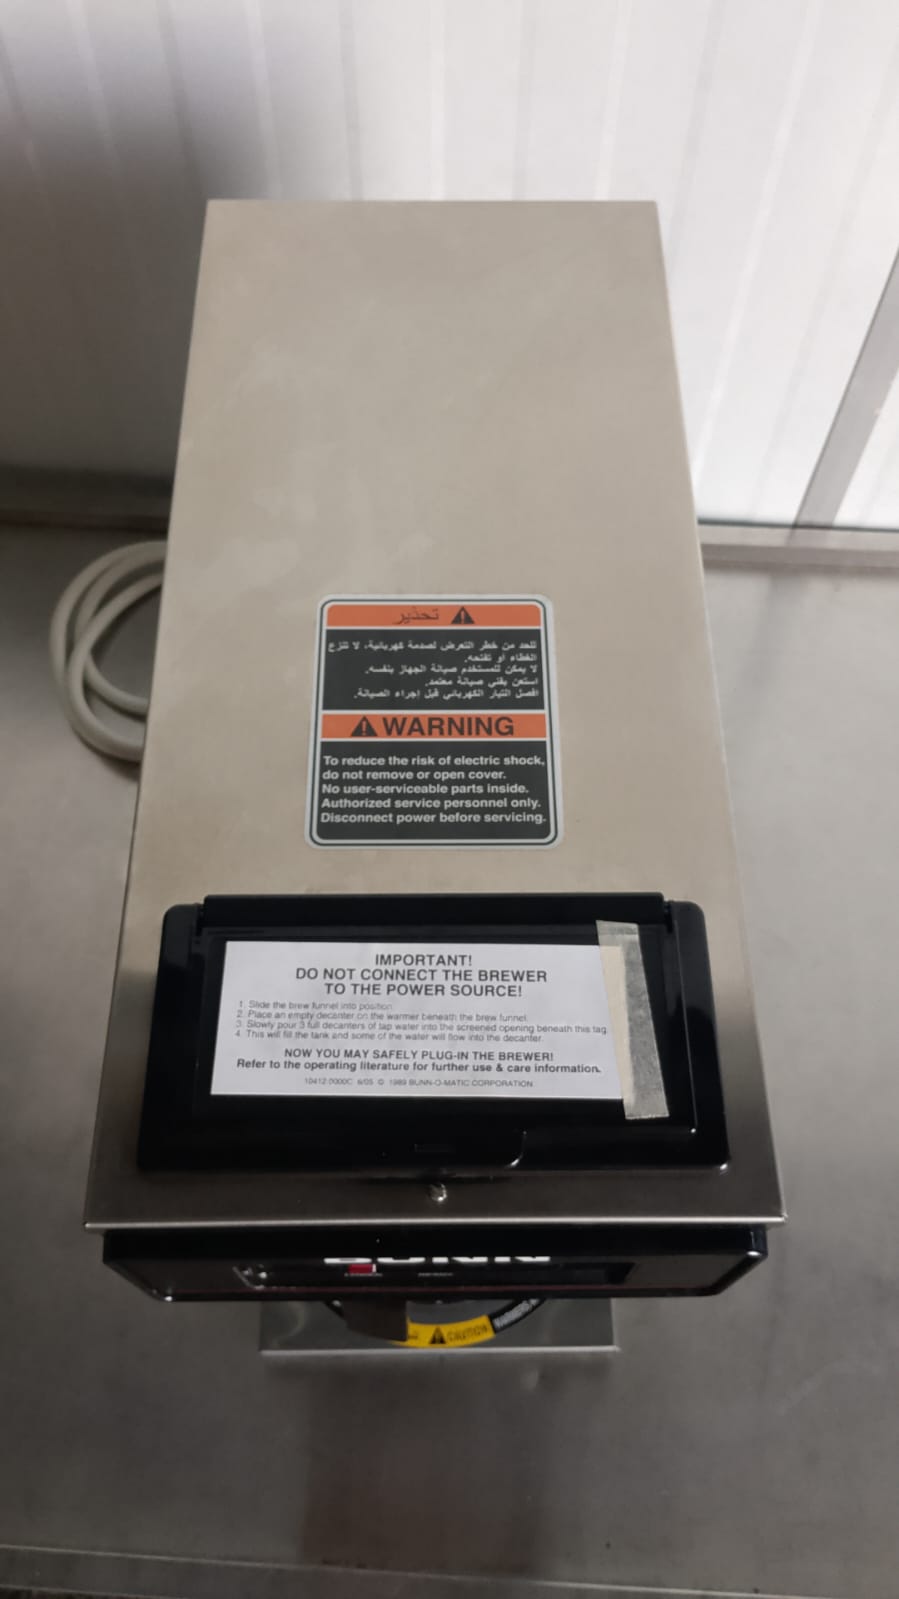 تحذير
للحد من خطر التعرض لصدمة كهربائية، لا تنزع
الغطاء او تفتحه.
لا يمكن للمستخدم صيانة الجهاز بنفسه.
استعن بفني صيانة معتمد.
افصل التيار الكهربائي قبل إجراء الصيانة.
WARNING
To reduce the risk of electric shock,
do not remove or open cover.
No user-serviceable parts inside.
Authorized service personnel only.
Disconnect power before servicing.
IMPORTANT!
DO NOT CONNECT THE BREWER
TO THE POWER SOURCE!
1. Slide the brew funnel into position.
2. Place an empty decanter on the warmer beneath the brew funnel.
3. Slowly pour 3 full decanters of tap water into the screened opening beneath this tag.
4. This will fill the tank and some of the water will flow into the decanter.
NOW YOU MAY SAFELY PLUG-IN THE BREWER!
Refer to the operating literature for further use & care information.
10412.0000C 6/05 © 1989 BUNN-O-MATIC CORPORATION
BUNN
CAUTION